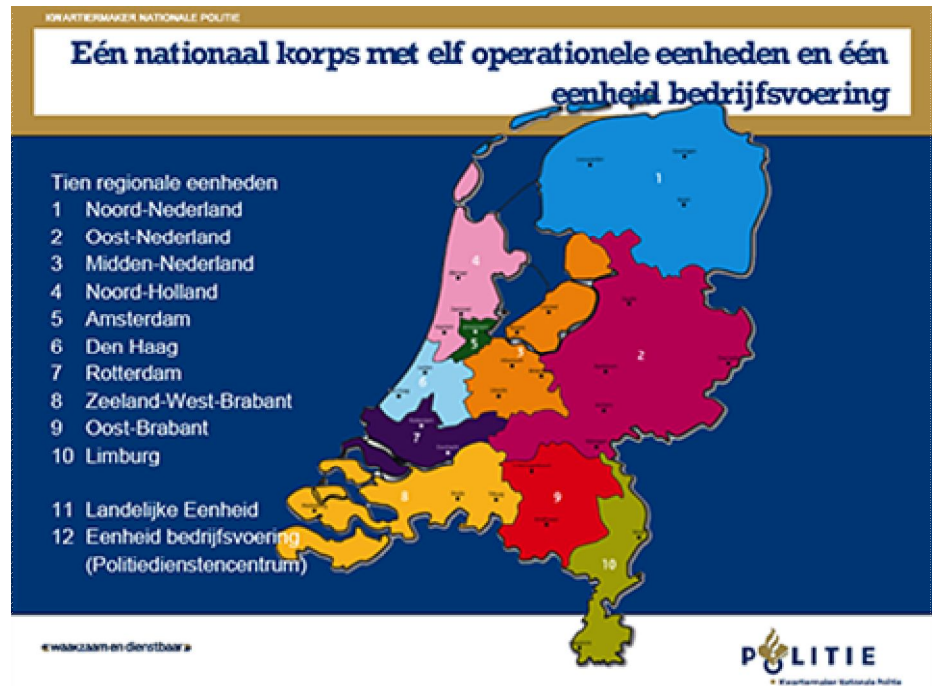 KWARTIERMAKER NATIONALE POLITIE
Eén nationaal korps met elf operationele eenheden en één
eenheid bedrijfsvoering
Tien regionale eenheden
1 Noord-Nederland
2 Oost-Nederland
3 Midden-Nederland
4 Noord-Holland
5 Amsterdam
6 Den Haag
7 Rotterdam
8 Zeeland-West-Brabant
9 Oost-Brabant
10 Limburg
11 Landelijke Eenheid
12 Eenheid bedrijfsvoering
(Politiedienstencentrum)
1
4
3
5
2
6
7
8
9
10
«waakzaam en dienstbaar»
POLITIE
Kwartiermaker Nationale Politie